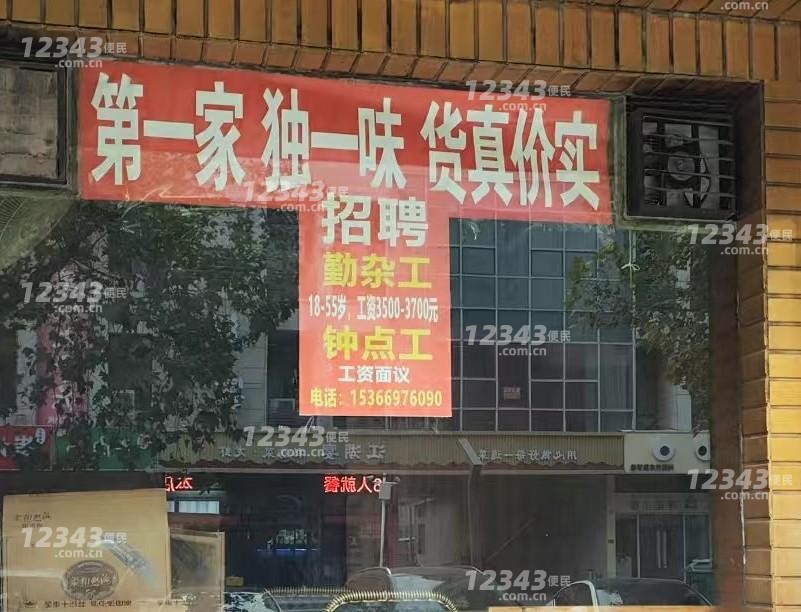 第一家 独一味 货真价实
招聘
勤杂工
18-55岁，工资3500-3700元
钟点工
工资面议
电话：15366976090
12343便民
.com.cn